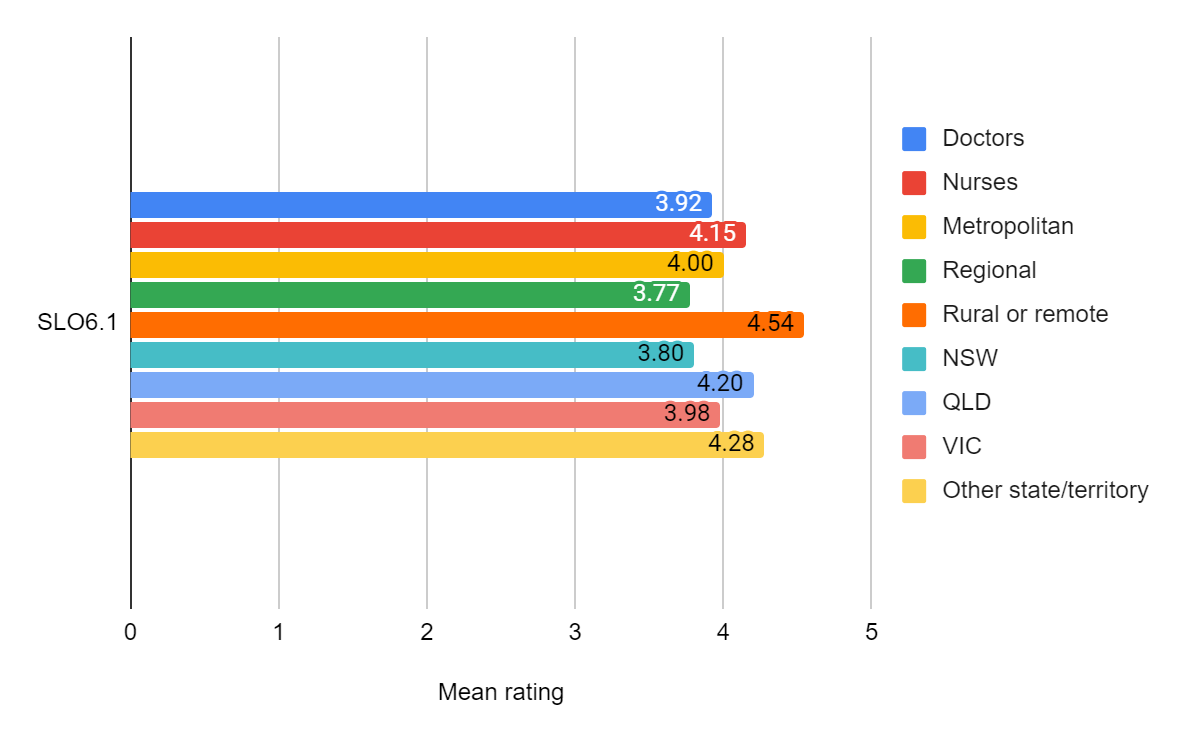 3.92
4.15
4.00
3.77
4.54
3.80
4.20
3.98
4.28
SLO6.1
0 1 2 3 4 5
Mean rating
Doctors
Nurses
Metropolitan
Regional
Rural or remote
NSW
QLD
VIC
Other state/territory